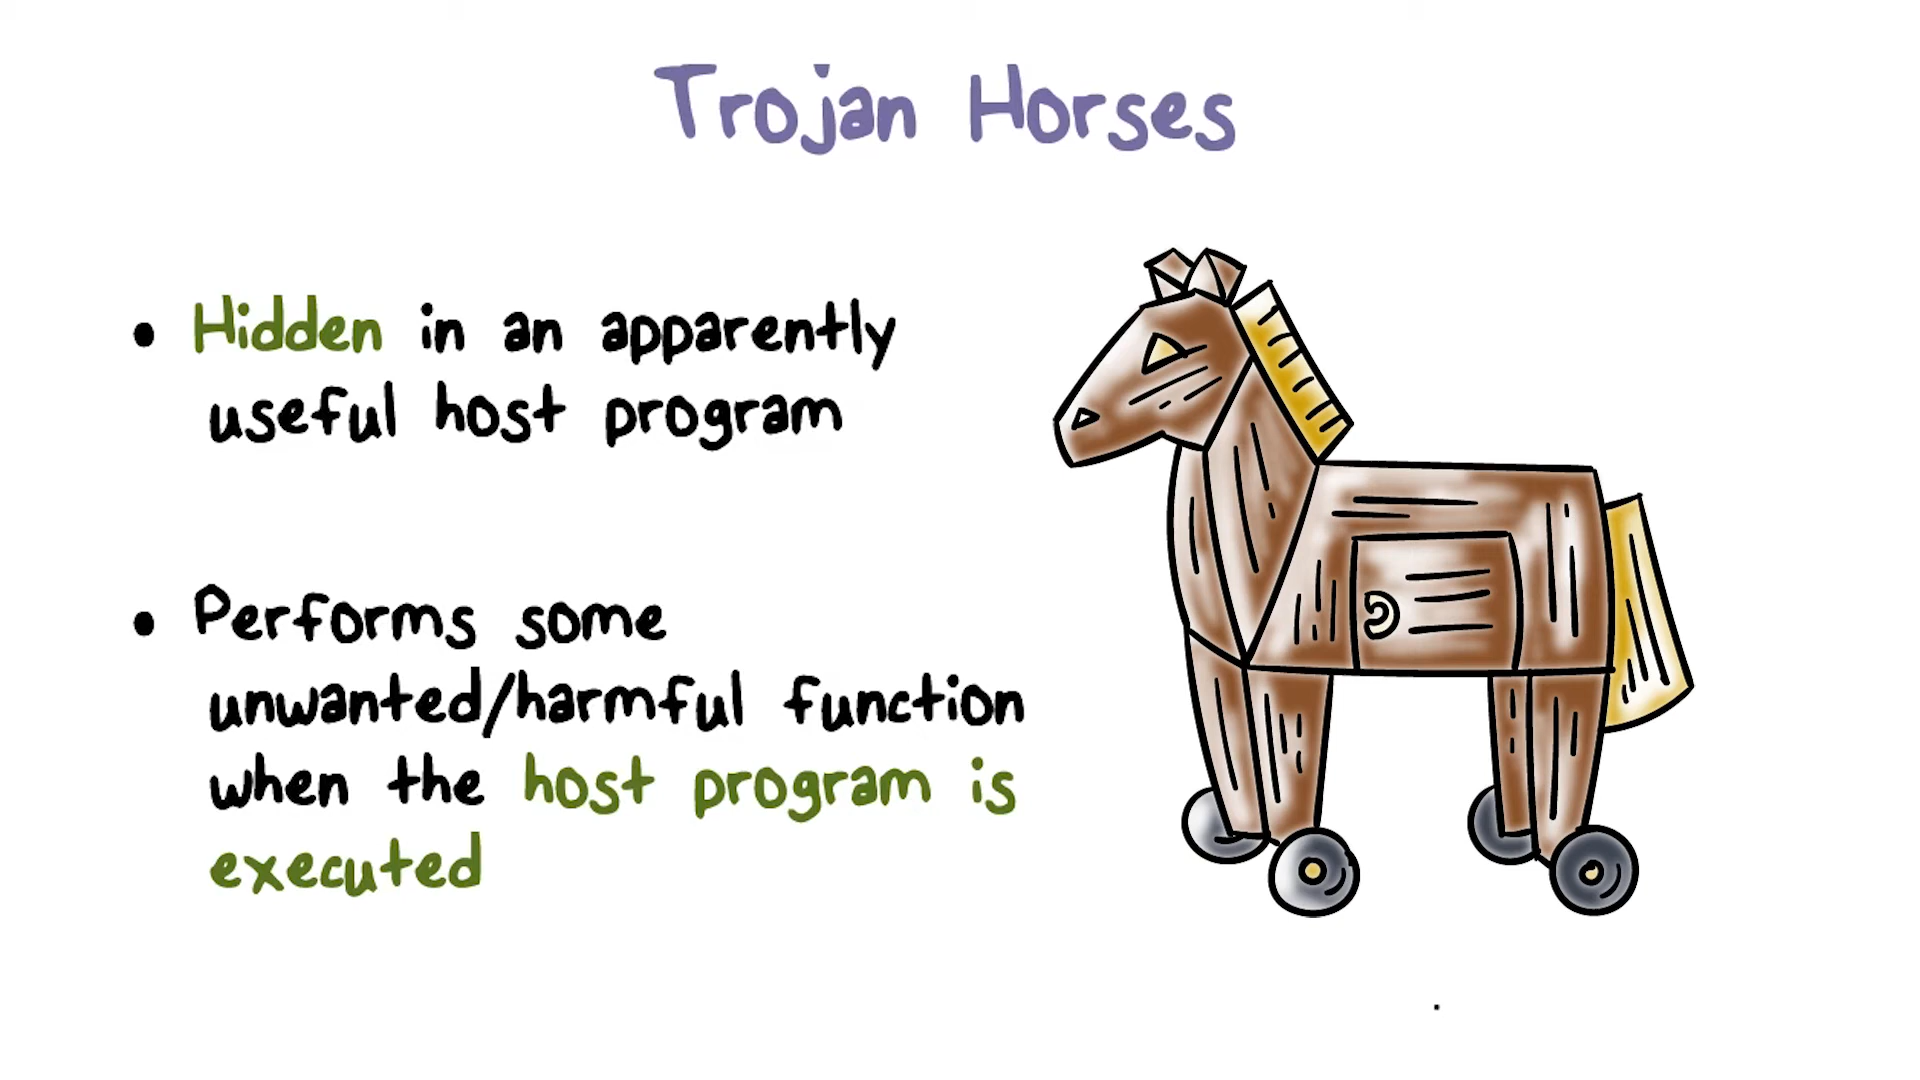 Trojan Horses
• Hidden in an apparently
useful host program
• Performs some
unwanted/harmful function
when the host program is
executed